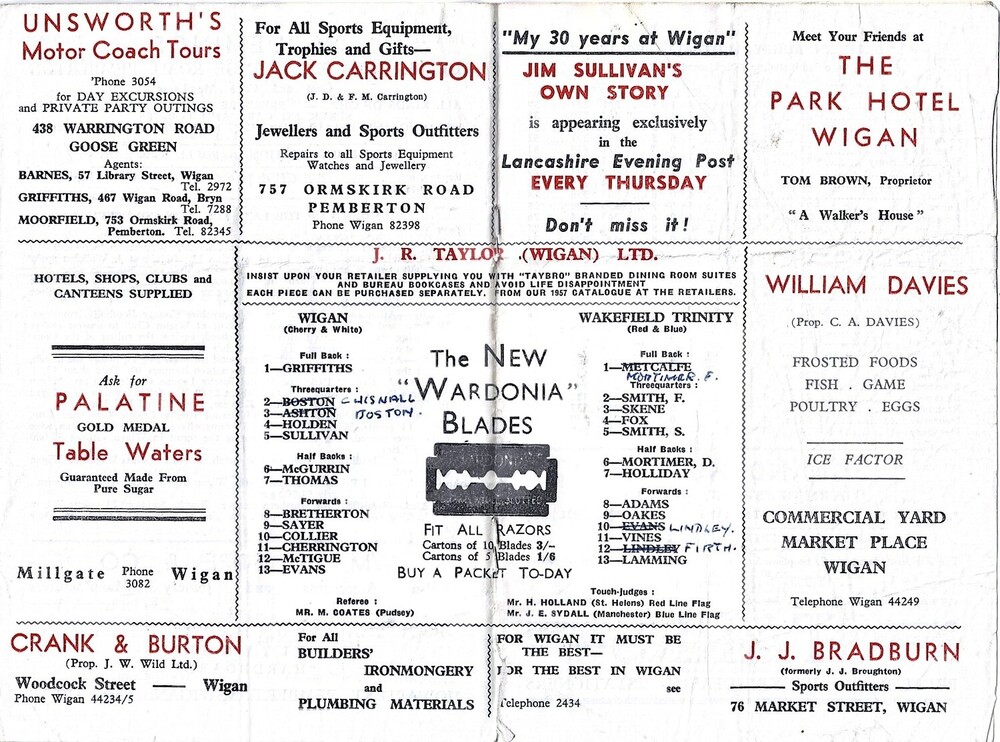 UNSWORTH'S
Motor Coach Tours
'Phone 3054
for DAY EXCURSIONS
and PRIVATE PARTY OUTINGS
438 WARRINGTON ROAD
GOOSE GREEN
Agents:
BARNES, 57 Library Street, Wigan
Tel. 2972
GRIFFITHS, 467 Wigan Road, Bryn
Tel. 7288
MOORFIELD, 753 Ormskirk Road,
Pemberton. Tel. 82345
For All Sports Equipment,
Trophies and Gifts—
JACK CARRINGTON
(J. D. & F. M. Carrington)
Jewellers and Sports Outfitters
Repairs to all Sports Equipment
Watches and Jewellery
757 ORMSKIRK ROAD
PEMBERTON
Phone Wigan 82398
"My 30 years at Wigan"
JIM SULLIVAN'S
OWN STORY
is appearing exclusively
in the
Lancashire Evening Post
EVERY THURSDAY
Don't miss it!
Meet Your Friends at
THE
PARK HOTEL
WIGAN
TOM BROWN, Proprietor
"A Walker's House"
HOTELS, SHOPS, CLUBS and
CANTEENS SUPPLIED
Ask for
PALATINE
GOLD MEDAL
Table Waters
Guaranteed Made From
Pure Sugar
Millgate Phone 3082 Wigan
J. R. TAYLOR (WIGAN) LTD.
INSIST UPON YOUR RETAILER SUPPLYING YOU WITH "TAYBRO" BRANDED DINING ROOM SUITES
AND BUREAU BOOKCASES AND AVOID LIFE DISAPPOINTMENT
EACH PIECE CAN BE PURCHASED SEPARATELY. FROM OUR 1957 CATALOGUE AT THE RETAILERS.
WIGAN
(Cherry & White)
Full Back :
1—GRIFFITHS
Threequarters :
2—BOSTON CHISNALL
3—ASHTON BOSTON.
4—HOLDEN
5—SULLIVAN
Half Backs :
6—McGURRIN
7—THOMAS
Forwards :
8—BRETHERTON
9—SAYER
10—COLLIER
11—CHERRINGTON
12—McTIGUE
13—EVANS
Referee :
MR. M. COATES (Pudsey)
The NEW
"WARDONIA"
BLADES
FIT ALL RAZORS
Cartons of 10 Blades 3/-
Cartons of 5 Blades 1/6
BUY A PACKET TO-DAY
WAKEFIELD TRINITY
(Red & Blue)
Full Back :
1—METCALFE
MORTIMER. F.
Threequarters :
2—SMITH, F.
3—SKENE
4—FOX
5—SMITH, S.
Half Backs :
6—MORTIMER, D.
7—HOLLIDAY
Forwards :
8—ADAMS
9—OAKES
10—EVANS LINDLEY.
11—VINES
12—LINDLEY FIRTH.
13—LAMMING
Touch-Judges :
Mr. H. HOLLAND (St. Helens) Red Line Flag
Mr. J. E. SYDALL (Manchester) Blue Line Flag
WILLIAM DAVIES
(Prop. C. A. DAVIES)
FROSTED FOODS
FISH . GAME
POULTRY . EGGS
ICE FACTOR
COMMERCIAL YARD
MARKET PLACE
WIGAN
Telephone Wigan 44249
CRANK & BURTON
(Prop. J. W. Wild Ltd.)
Woodcock Street — Wigan
Phone Wigan 44234/5
For All
BUILDERS'
IRONMONGERY
and
PLUMBING MATERIALS
FOR WIGAN IT MUST BE
THE BEST—
FOR THE BEST IN WIGAN
see
Telephone 2434
J. J. BRADBURN
(formerly J. J. Broughton)
Sports Outfitters
76 MARKET STREET, WIGAN